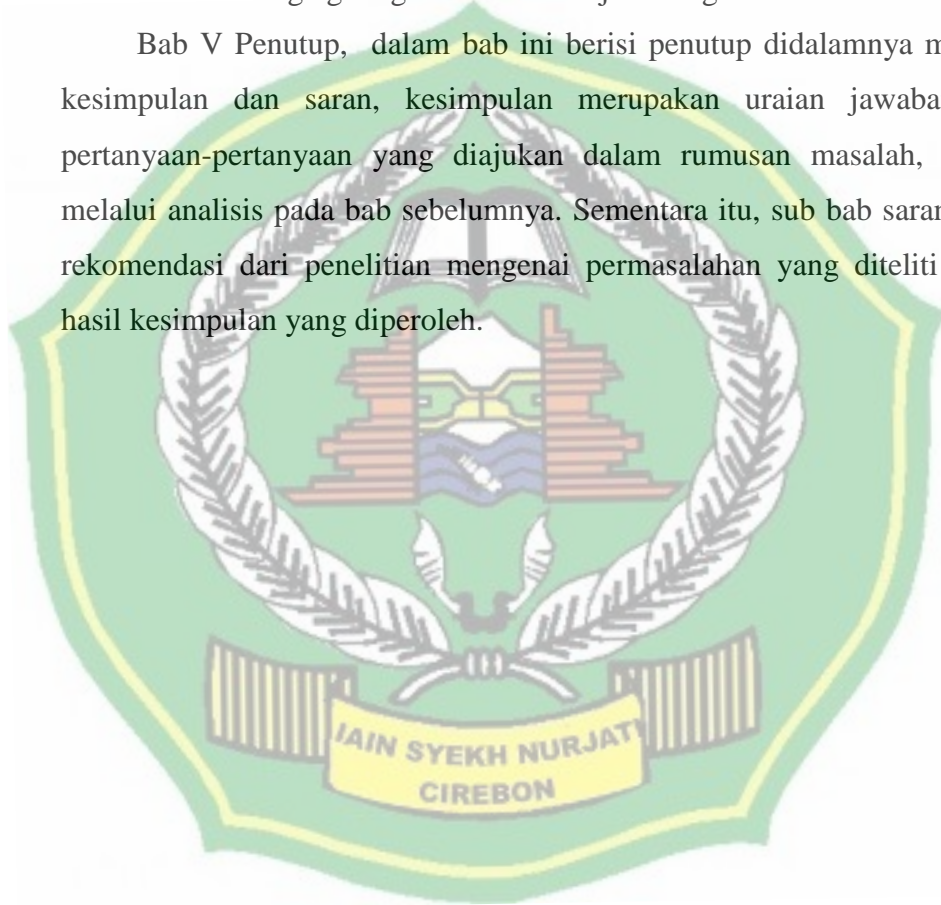 Bab V Penutup, dalam bab ini berisi penutup didalamnya
kesimpulan dan saran, kesimpulan merupakan uraian
pertanyaan-pertanyaan yang diajukan dalam rumusan masalah,
melalui analisis pada bab sebelumnya. Sementara itu, sub bab saran
rekomendasi dari penelitian mengenai permasalahan yang diteliti
hasil kesimpulan yang diperoleh.
IAIN SYEKH NURJATI
CIREBON